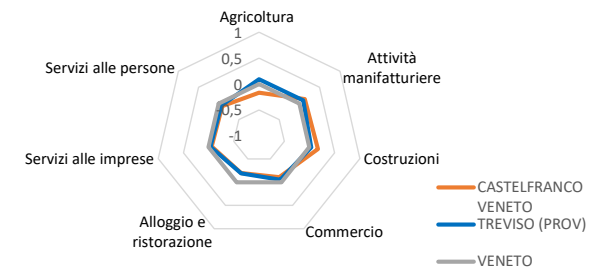 Agricoltura
1
0,5
0
-0,5
-1
Attività
manifatturiere
Costruzioni
Commercio
Alloggio e
ristorazione
Servizi alle imprese
Servizi alle persone
CASTELFRANCO
VENETO
TREVISO (PROV)
VENETO